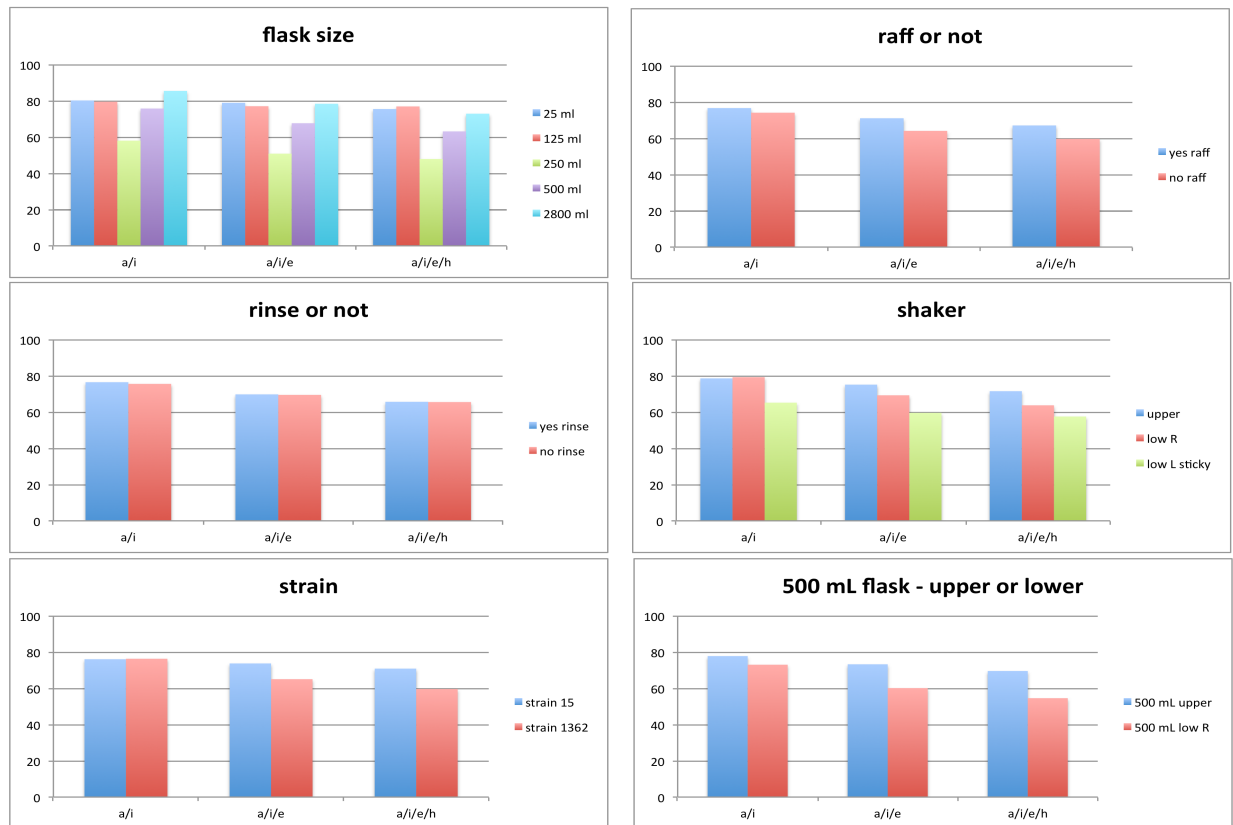 flask size
100
80
60
40
20
0
a/i
a/i/e
a/i/e/h
25 ml
125 ml
250 ml
500 ml
2800 ml
raff or not
100
80
60
40
20
0
a/i
a/i/e
a/i/e/h
yes raff
no raff
rinse or not
100
80
60
40
20
0
a/i
a/i/e
a/i/e/h
yes rinse
no rinse
shaker
100
80
60
40
20
0
a/i
a/i/e
a/i/e/h
upper
low R
low L sticky
strain
100
80
60
40
20
0
a/i
a/i/e
a/i/e/h
strain 15
strain 1362
500 mL flask - upper or lower
100
80
60
40
20
0
a/i
a/i/e
a/i/e/h
500 mL upper
500 mL low R